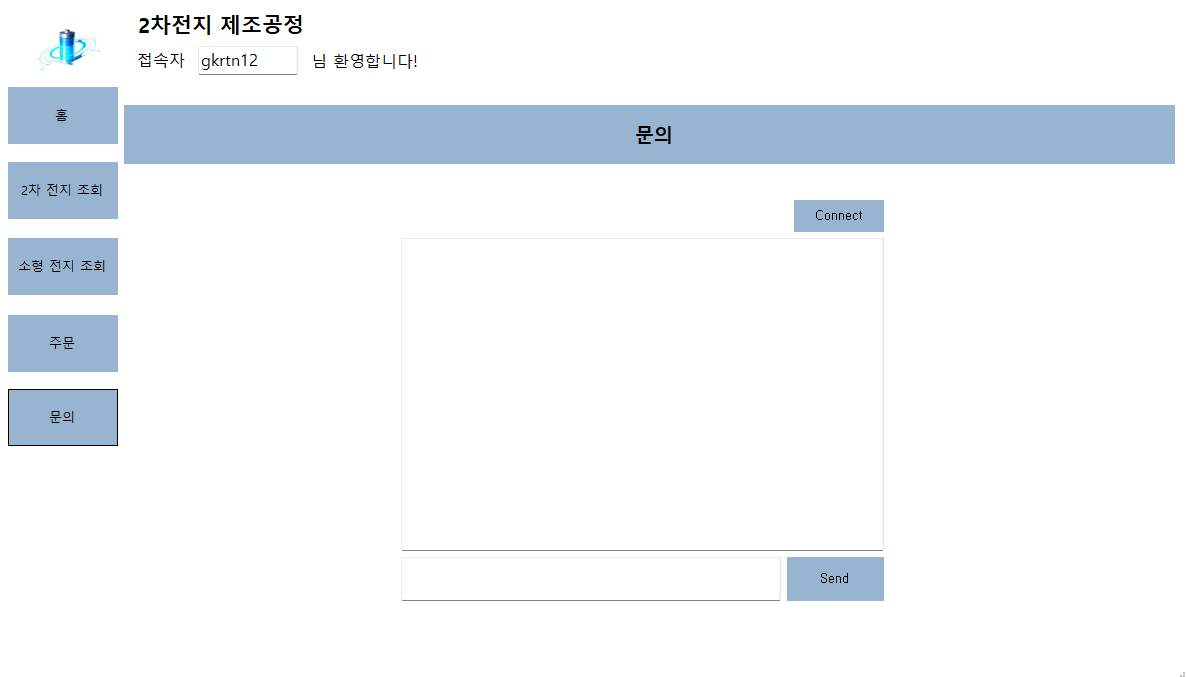 2차전지 제조공정
접속자 gkrtn12 님 환영합니다!
홈
문의
2차 전지 조회
Connect
소형 전지 조회
주문
문의
Send